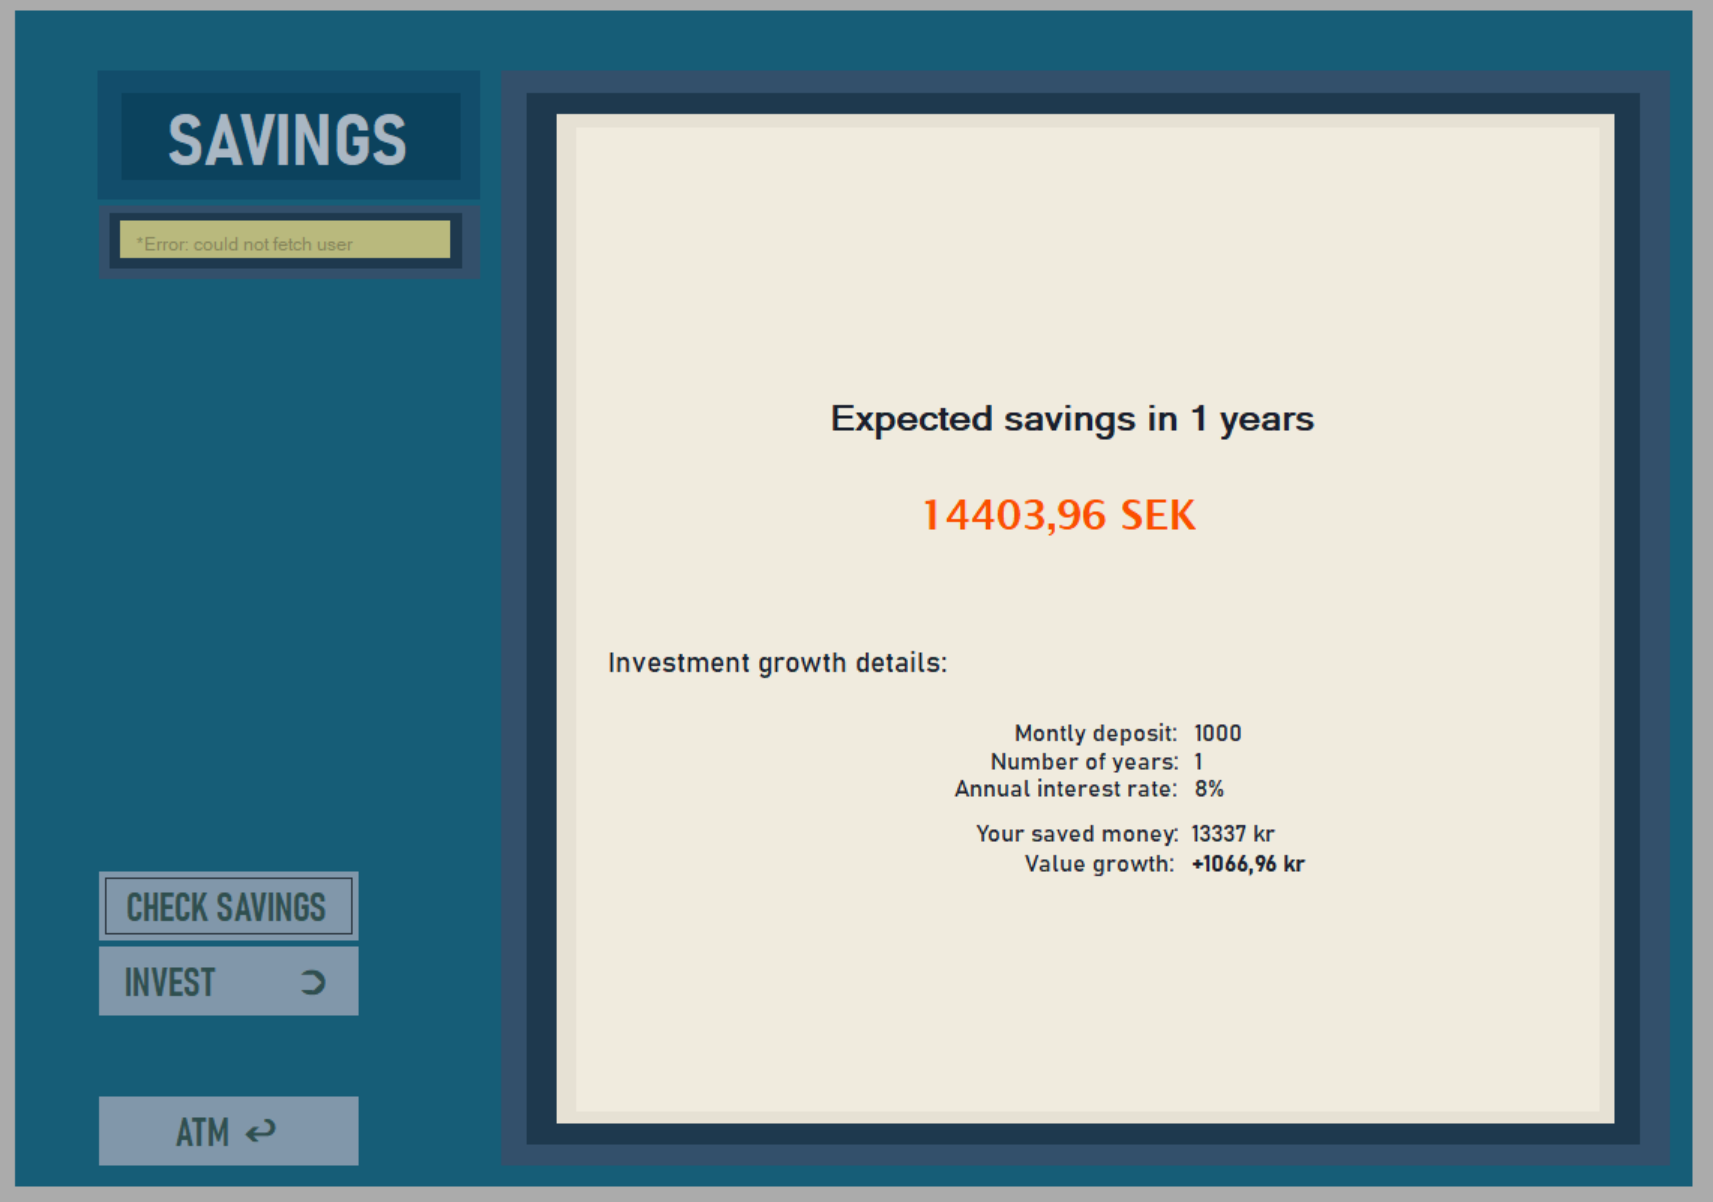 SAVINGS
*Error: could not fetch user
Expected savings in 1 years
14403,96 SEK
Investment growth details:
Montly deposit: 1000
Number of years: 1
Annual interest rate: 8%
Your saved money: 13337 kr
Value growth: +1066,96 kr
CHECK SAVINGS
INVEST
ATM